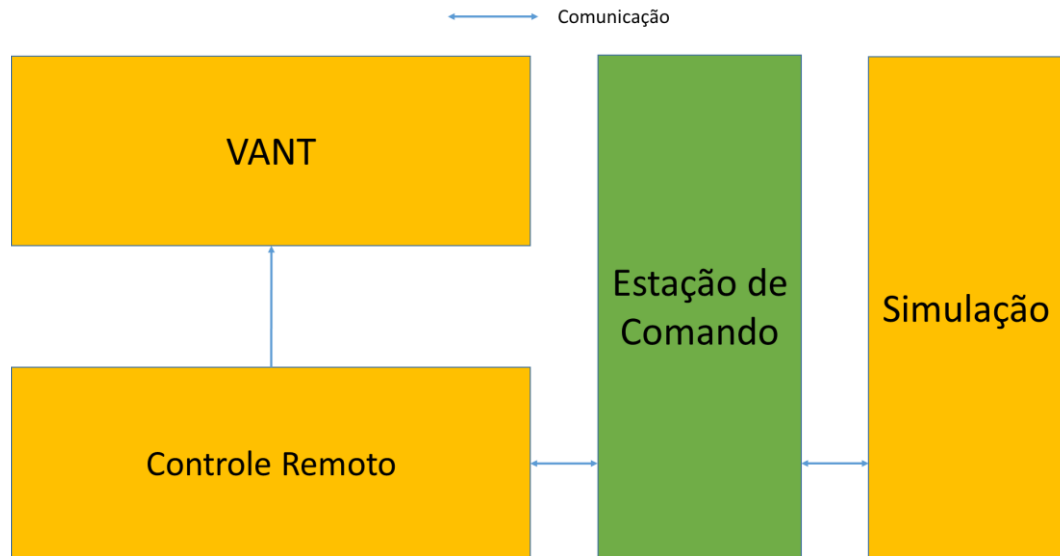 Comunicação
VANT
Estação de
Comando
Simulação
Controle Remoto